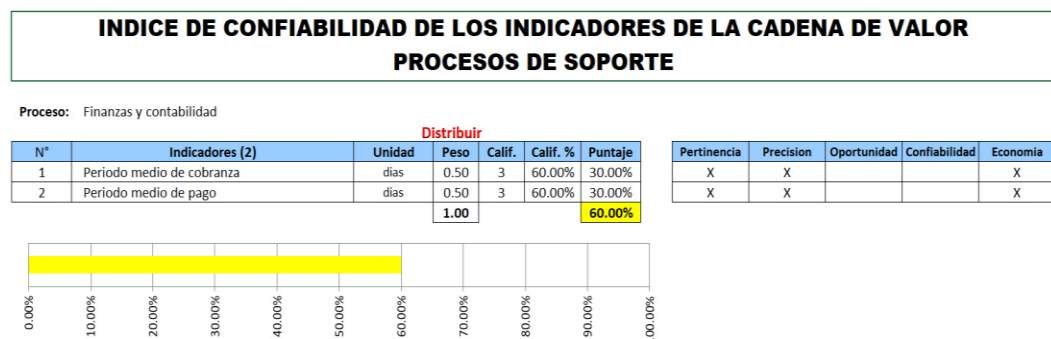 INDICE DE CONFIABILIDAD DE LOS INDICADORES DE LA CADENA DE VALOR
PROCESOS DE SOPORTE
Proceso: Finanzas y contabilidad
Distribuir
N° Indicadores (2) Unidad Peso Calif. Calif. % Puntaje Pertinencia Precision Oportunidad Confiabilidad Economia
1 Periodo medio de cobranza dias 0.50 3 60.00% 30.00% X X X
2 Periodo medio de pago dias 0.50 3 60.00% 30.00% X X X
1.00 60.00%
0.00% 10.00% 20.00% 30.00% 40.00% 50.00% 60.00% 70.00% 80.00% 90.00% 00.00%